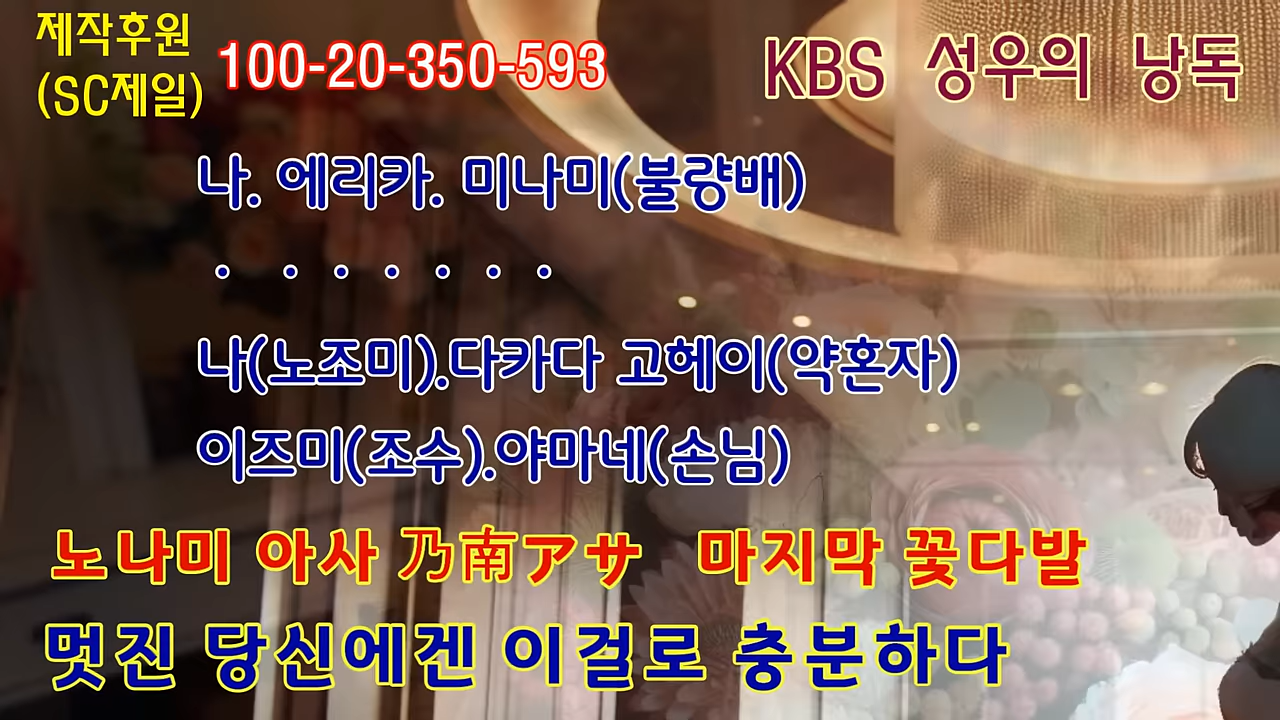 제작후원
(SC제일)
100-20-350-593
KBS 성우의 낭독
나. 에리카. 미나미(불량배)
. . . . . . .
나(노조미).다카다 고헤이(약혼자)
이즈미(조수).야마네(손님)
노나미 아사 乃南アサ 마지막 꽃다발
멋진 당신에겐 이걸로 충분하다